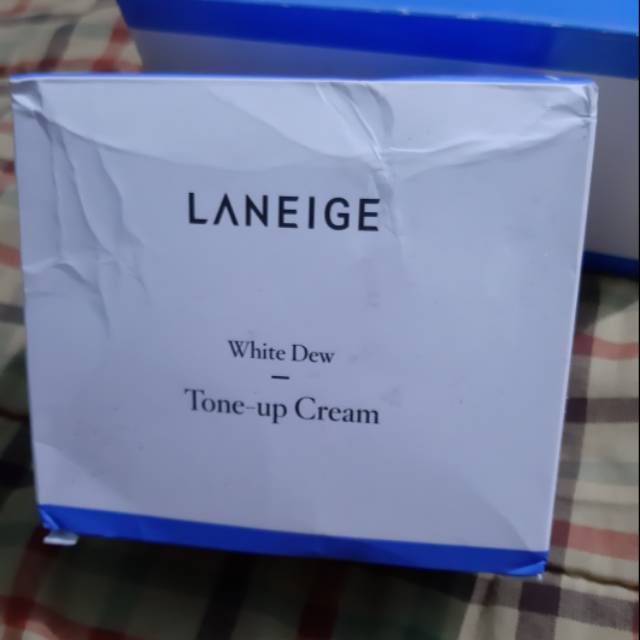 LANEIGE
White Dew
Tone-up Cream